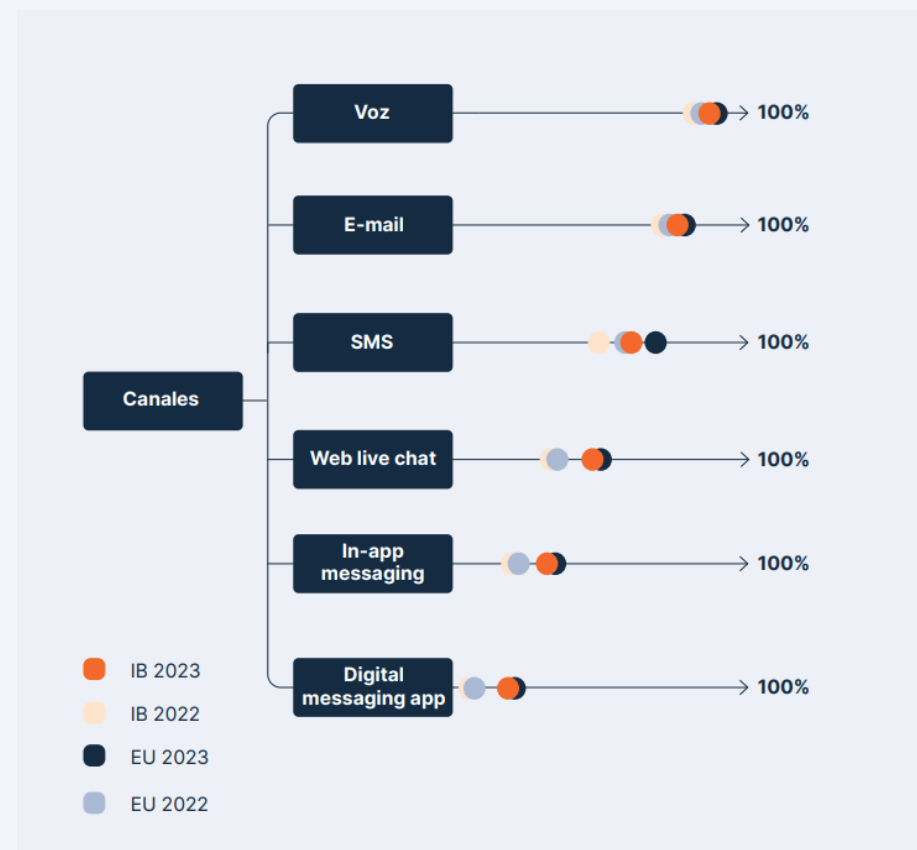 Canales
Voz
100%
E-mail
100%
SMS
100%
Web live chat
100%
In-app
messaging
100%
Digital
messaging app
100%
IB 2023
IB 2022
EU 2023
EU 2022